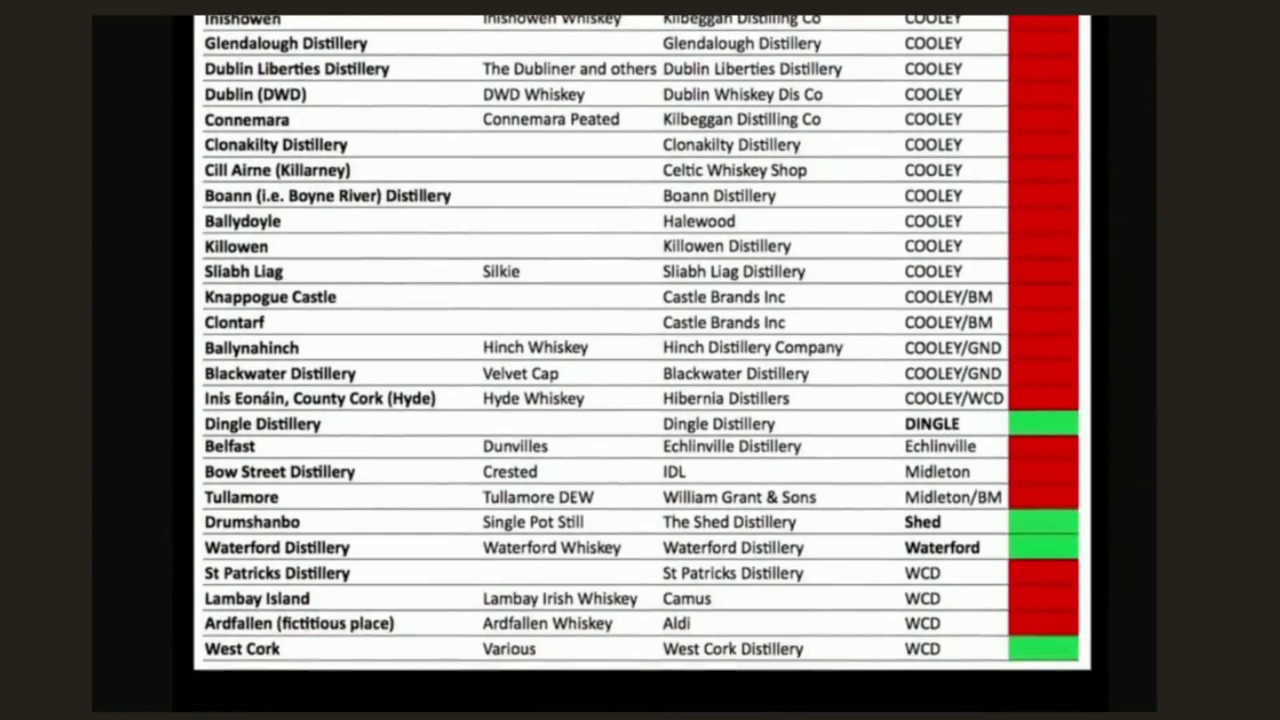 Inishowen Inishowen Whiskey Kilbeggan Distilling Co COOLEY
Glendalough Distillery Glendalough Distillery COOLEY
Dublin Liberties Distillery The Dubliner and others Dublin Liberties Distillery COOLEY
Dublin (DWD) DWD Whiskey Dublin Whiskey Dis Co COOLEY
Connemara Connemara Peated Kilbeggan Distilling Co COOLEY
Clonakilty Distillery Clonakilty Distillery COOLEY
Cill Airne (Killarney) Celtic Whiskey Shop COOLEY
Boann (i.e. Boyne River) Distillery Boann Distillery COOLEY
Ballydoyle Halewood COOLEY
Killowen Killowen Distillery COOLEY
Sliabh Liag Silkie Sliabh Liag Distillery COOLEY
Knappogue Castle Castle Brands Inc COOLEY/BM
Clontarf Castle Brands Inc COOLEY/BM
Ballynahinch Hinch Whiskey Hinch Distillery Company COOLEY/GND
Blackwater Distillery Velvet Cap Blackwater Distillery COOLEY/GND
Inis Eonáin, County Cork (Hyde) Hyde Whiskey Hibernia Distillers COOLEY/WCD
Dingle Distillery Dingle Distillery DINGLE
Belfast Dunvilles Echlinville Distillery Echlinville
Bow Street Distillery Crested IDL Midleton
Tullamore Tullamore DEW William Grant & Sons Midleton/BM
Drumshanbo Single Pot Still The Shed Distillery Shed
Waterford Distillery Waterford Whiskey Waterford Distillery Waterford
St Patricks Distillery St Patricks Distillery WCD
Lambay Island Lambay Irish Whiskey Camus WCD
Ardfallen (fictitious place) Ardfallen Whiskey Aldi WCD
West Cork Various West Cork Distillery WCD